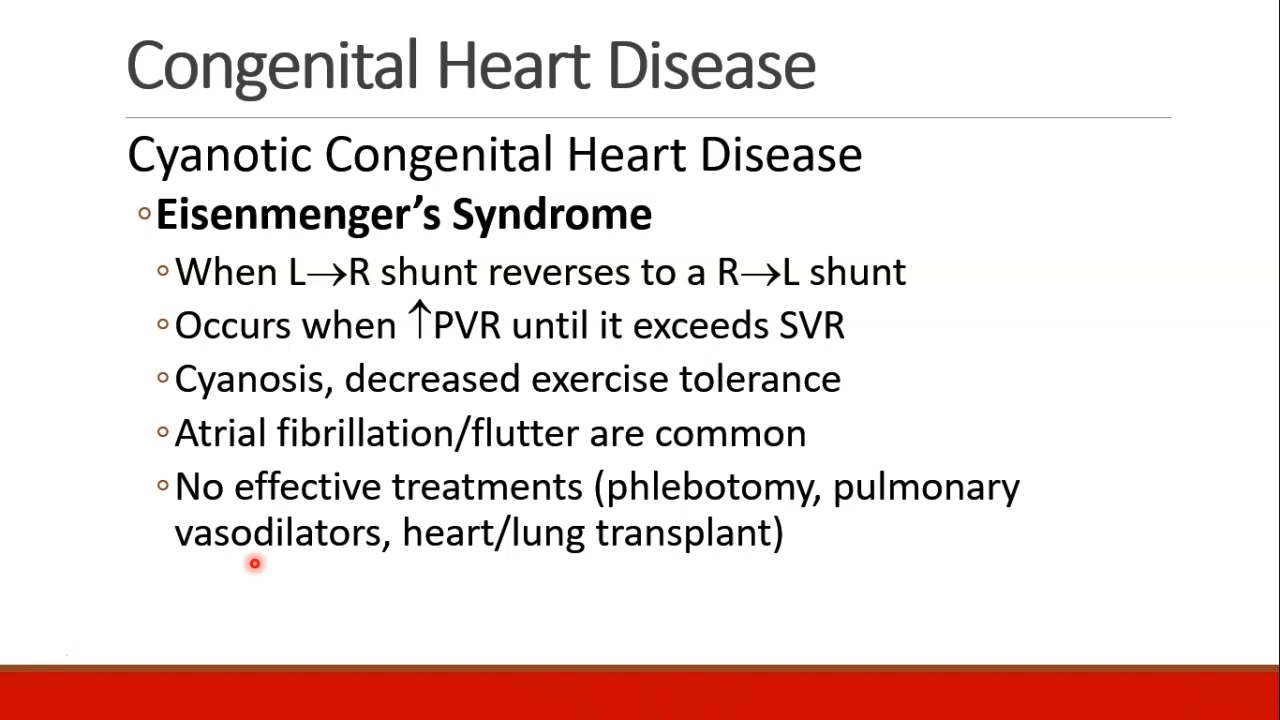 Congenital Heart Disease
Cyanotic Congenital Heart Disease
◦Eisenmenger’s Syndrome
◦When L→R shunt reverses to a R→L shunt
◦Occurs when ↑PVR until it exceeds SVR
◦Cyanosis, decreased exercise tolerance
◦Atrial fibrillation/flutter are common
◦No effective treatments (phlebotomy, pulmonary
vasodilators, heart/lung transplant)